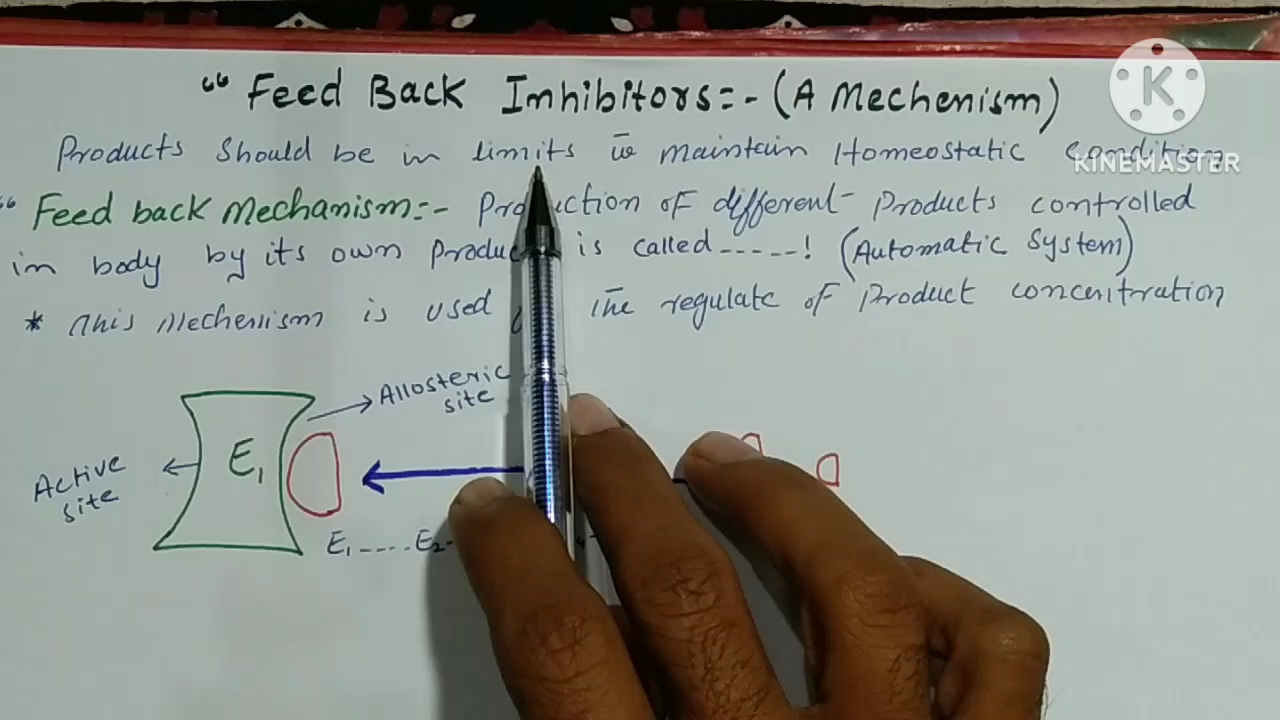 “ Feed Back Inhibitors:- (A Mechenism)
Products should be in limits to maintain Homeostatic Condition
“ Feed back Mechanism:- Production of different Products controlled
in body by its own produc is called-----! (Automatic System)
* This Mechenism is used The regulate of Product concentration
Allosteric
site
Active
site
E1
E1----E2-
K
KINEMASTER